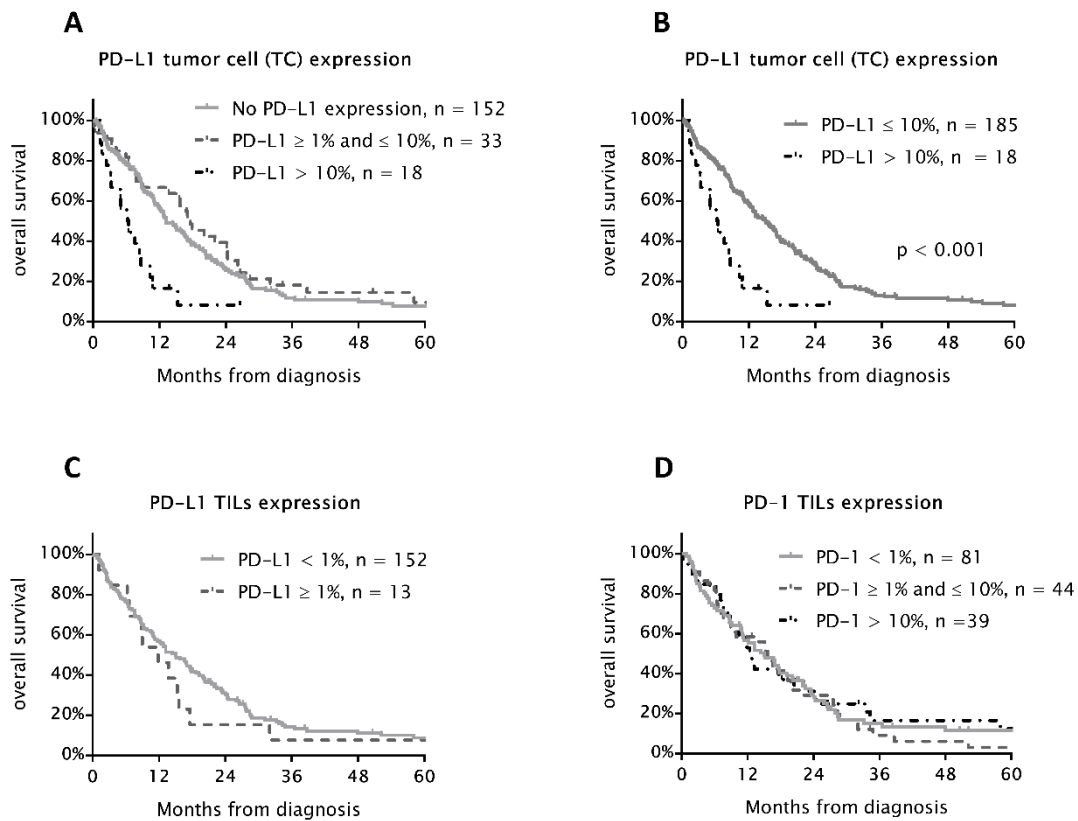 A
PD–L1 tumor cell (TC) expression
No PD–L1 expression, n = 152
PD–L1 ≥ 1% and ≤ 10%, n = 33
PD–L1 > 10%, n = 18
100%
80%
60%
40%
20%
0%
overall survival
0 12 24 36 48 60
Months from diagnosis
B
PD–L1 tumor cell (TC) expression
PD–L1 ≤ 10%, n = 185
PD–L1 > 10%, n = 18
p < 0.001
100%
80%
60%
40%
20%
0%
overall survival
0 12 24 36 48 60
Months from diagnosis
C
PD–L1 TILs expression
PD–L1 < 1%, n = 152
PD–L1 ≥ 1%, n = 13
100%
80%
60%
40%
20%
0%
overall survival
0 12 24 36 48 60
Months from diagnosis
D
PD–1 TILs expression
PD–1 < 1%, n = 81
PD–1 ≥ 1% and ≤ 10%, n = 44
PD–1 > 10%, n =39
100%
80%
60%
40%
20%
0%
overall survival
0 12 24 36 48 60
Months from diagnosis